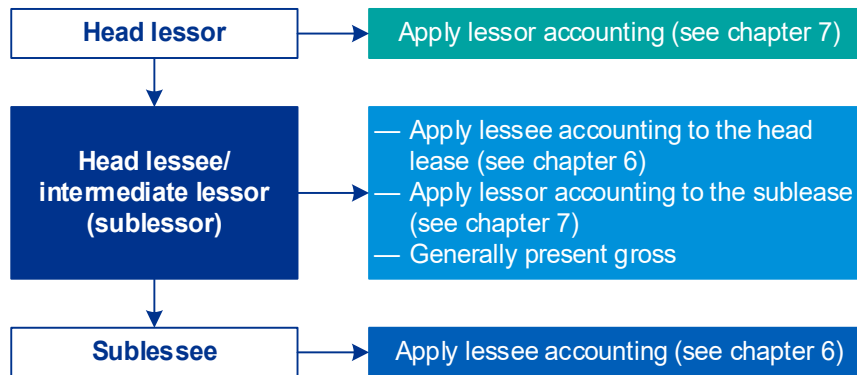 Head lessor
Apply lessor accounting (see chapter 7)
Head lessee/
intermediate lessor
(sublessor)
— Apply lessee accounting to the head
lease (see chapter 6)
— Apply lessor accounting to the sublease
(see chapter 7)
— Generally present gross
Sublessee
Apply lessee accounting (see chapter 6)